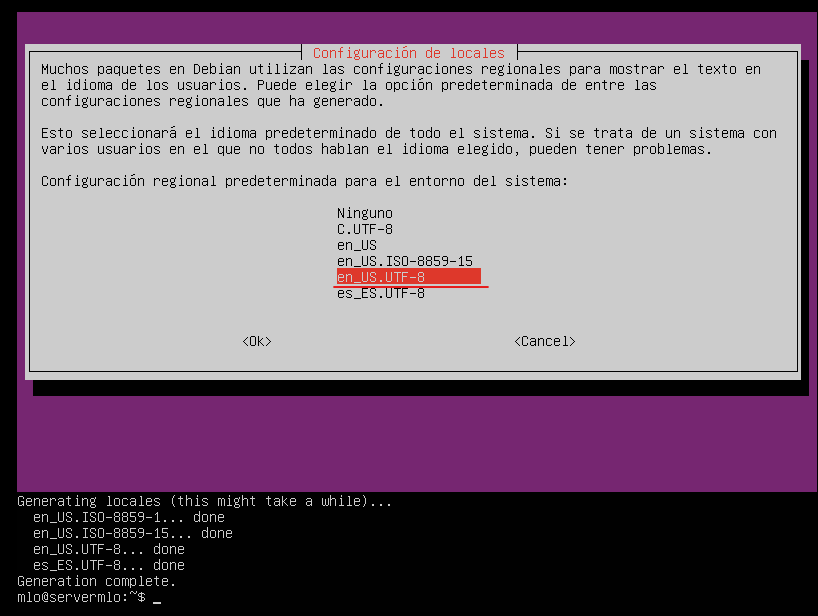 Configuración de locales
Muchos paquetes en Debian utilizan las configuraciones regionales para mostrar el texto en
el idioma de los usuarios. Puede elegir la opción predeterminada de entre las
configuraciones regionales que ha generado.
Esto seleccionará el idioma predeterminado de todo el sistema. Si se trata de un sistema con
varios usuarios en el que no todos hablan el idioma elegido, pueden tener problemas.
Configuración regional predeterminada para el entorno del sistema:
Ninguno
C.UTF-8
en_US
en_US.ISO-8859-15
en_US.UTF-8
es_ES.UTF-8
<Ok> <Cancel>
Generating locales (this might take a while)...
en_US.ISO-8859-1... done
en_US.ISO-8859-15... done
en_US.UTF-8... done
es_ES.UTF-8... done
Generation complete.
mlo@servermlo:~$ _